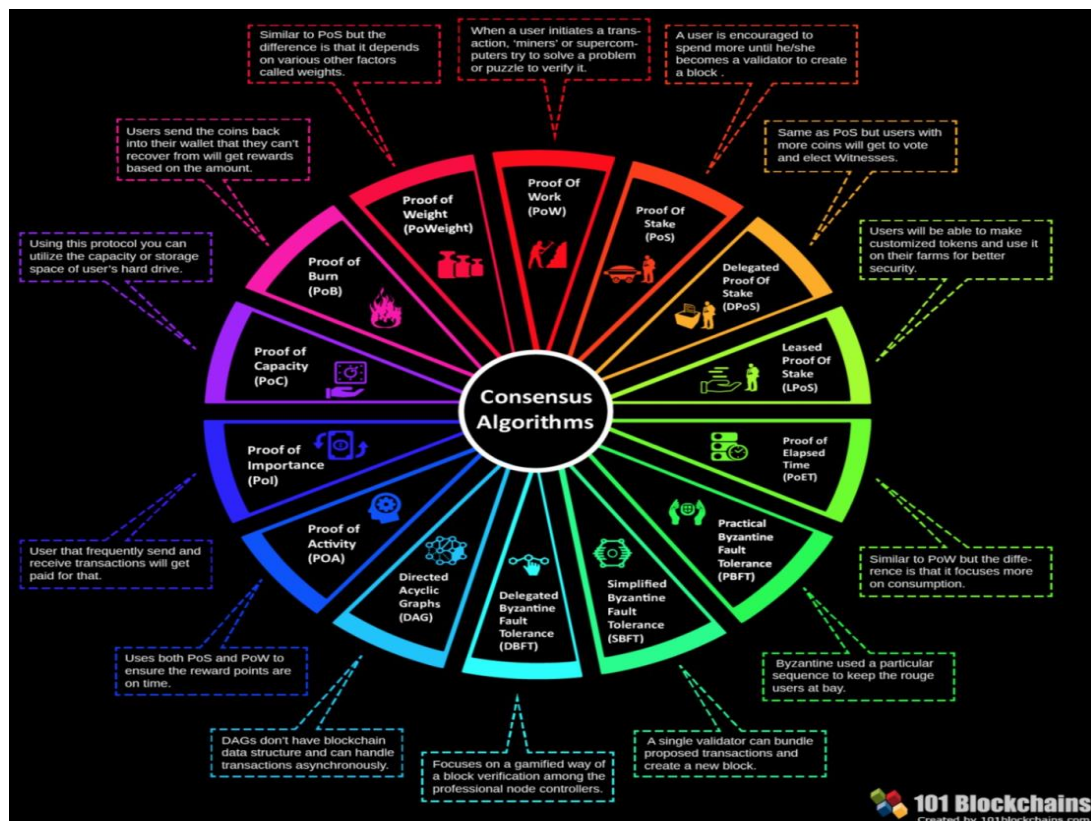 Similar to PoS but the
difference is that it depends
on various other factors
called weights.
When a user initiates a tran-
saction, 'miners' or supercom-
puters try to solve a problem
or puzzle to verify it.
A user is encouraged to
spend more until he/she
becomes a validator to create
a block .
Users send the coins back
into their wallet that they can't
recover from will get rewards
based on the amount.
Same as PoS but users with
more coins will get to vote
and elect Witnesses.
Using this protocol you can
utilize the capacity or storage
space of user's hard drive.
Users will be able to make
customized tokens and use it
on their farms for better
security.
Proof of
Weight
(PoWeight)
Proof Of
Work
(PoW)
Proof Of
Stake
(PoS)
Delegated
Proof Of
Stake
(DPoS)
Leased
Proof Of
Stake
(LPoS)
Proof of
Elapsed
Time
(PoET)
Practical
Byzantine
Fault
Tolerance
(PBFT)
Simplified
Byzantine
Fault
Tolerance
(SBFT)
Delegated
Byzantine
Fault
Tolerance
(DBFT)
Directed
Acyclic
Graphs
(DAG)
Proof of
Activity
(POA)
Proof of
Importance
(PoI)
Proof of
Capacity
(PoC)
Proof of
Burn
(PoB)
Consensus
Algorithms
User that frequently send and
receive transactions will get
paid for that.
Similar to PoW but the diffe-
rence is that it focuses more
on consumption.
Uses both PoS and PoW to
ensure the reward points are
on time.
Byzantine used a particular
sequence to keep the rouge
users at bay.
DAGs don't have blockchain
data structure and can handle
transactions asynchronously.
Focuses on a gamified way of
a block verification among the
professional node controllers.
A single validator can bundle
proposed transactions and
create a new block.
101 Blockchains
Created by 101blockchains.com